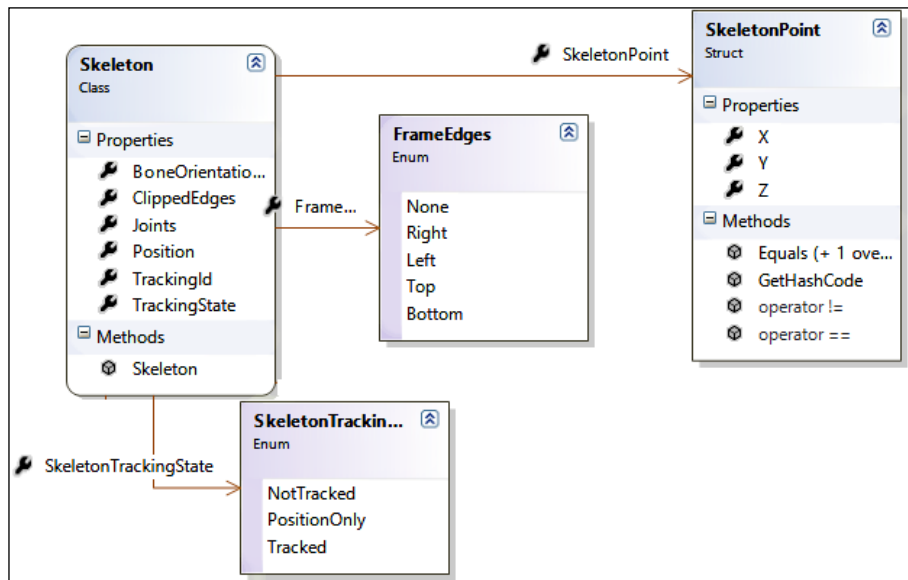 Skeleton
Class
Properties
BoneOrientatio...
ClippedEdges
Joints
Position
TrackingId
TrackingState
Methods
Skeleton
SkeletonPoint
Frame...
SkeletonTrackingState
FrameEdges
Enum
None
Right
Left
Top
Bottom
SkeletonPoint
Struct
Properties
X
Y
Z
Methods
Equals (+ 1 ove...
GetHashCode
operator !=
operator ==
SkeletonTrackin...
Enum
NotTracked
PositionOnly
Tracked